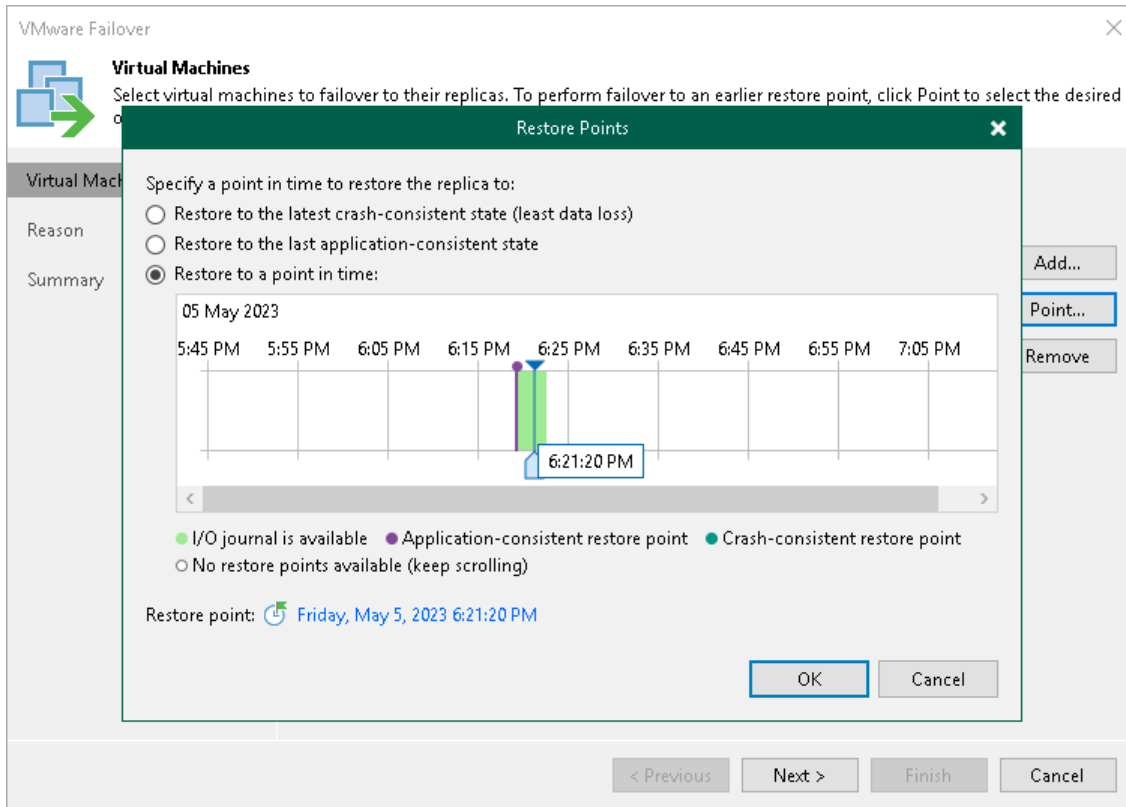 VMware Failover
Virtual Machines
Select virtual machines to failover to their replicas. To perform failover to an earlier restore point, click Point to select the desired
Restore Points
Virtual Mach
Reason
Summary
Specify a point in time to restore the replica to:
Restore to the latest crash-consistent state (least data loss)
Restore to the last application-consistent state
Restore to a point in time:
05 May 2023
5:45 PM 5:55 PM 6:05 PM 6:15 PM 6:25 PM 6:35 PM 6:45 PM 6:55 PM 7:05 PM
6:21:20 PM
I/O journal is available Application-consistent restore point Crash-consistent restore point
No restore points available (keep scrolling)
Restore point: Friday, May 5, 2023 6:21:20 PM
OK Cancel
Add...
Point...
Remove
< Previous Next > Finish Cancel